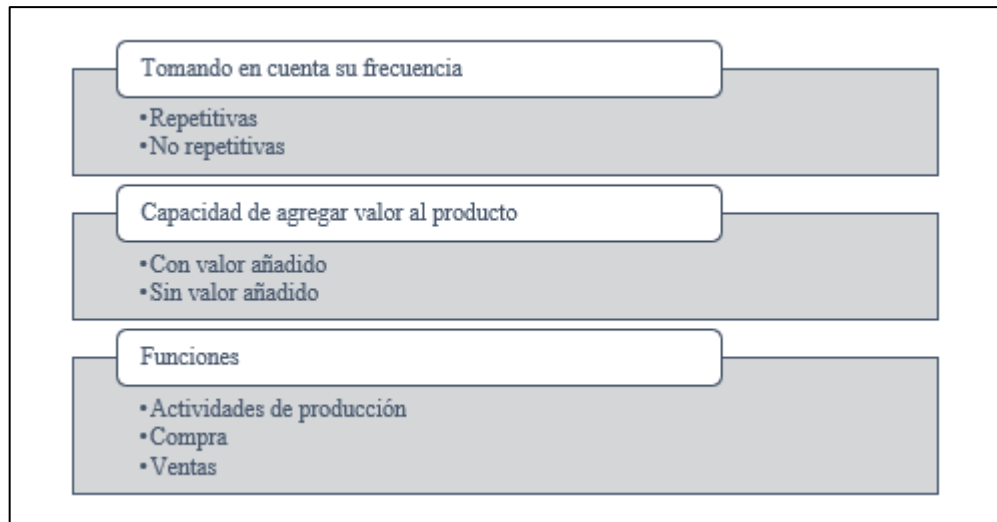 Tomando en cuenta su frecuencia
•Repetitivas
•No repetitivas
Capacidad de agregar valor al producto
•Con valor añadido
•Sin valor añadido
Funciones
•Actividades de producción
•Compra
•Ventas